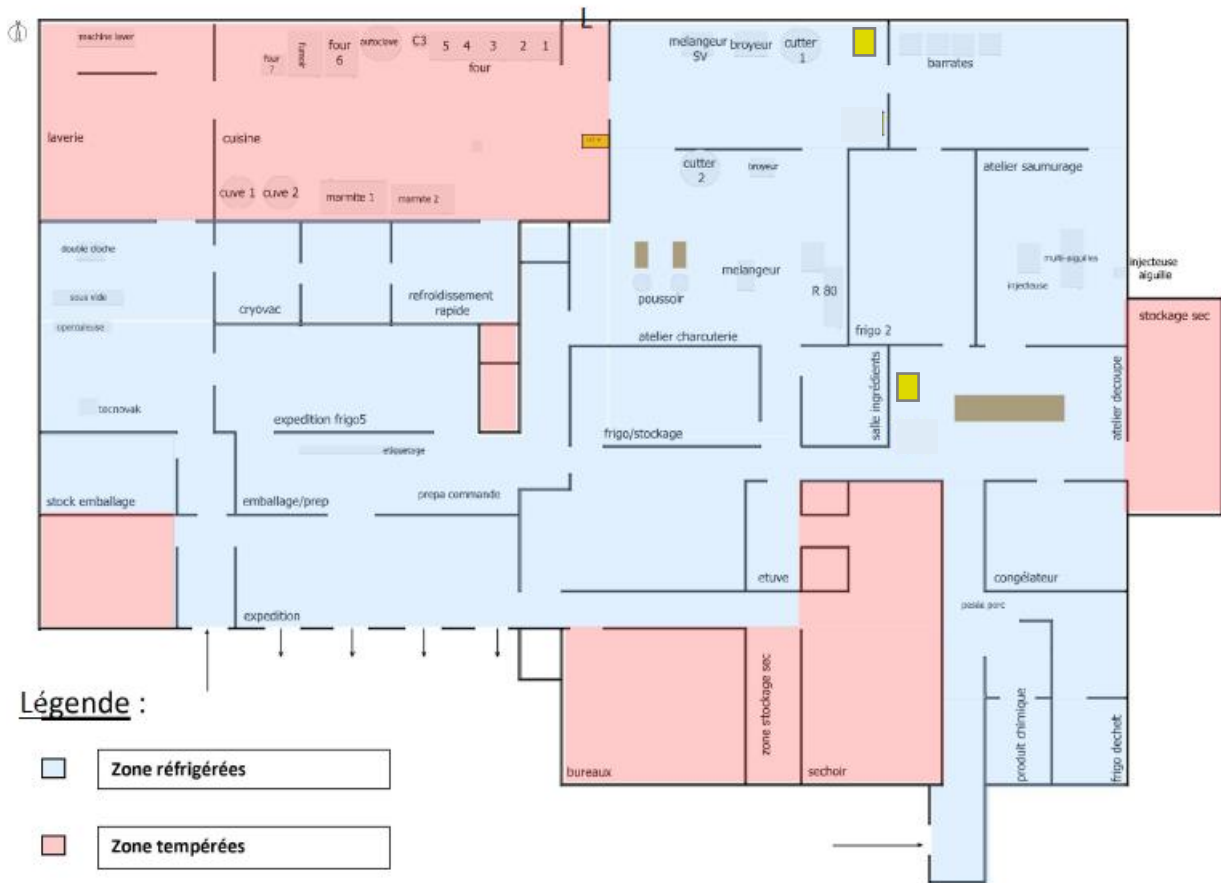 L
machine laver
four
7
fumoir
four
6
autoclave
C3
5 4 3 2 1
four
melangeur
SV
broyeur
cutter
1
barrates
laverie
cuisine
cutter
2
broyeur
atelier saumurage
cuve 1
cuve 2
marmite 1
marmite 2
double cloche
sous vide
operculeuse
cryovac
refroidissement
rapide
poussoir
melangeur
R 80
multi-aiguilles
injecteuse
injecteuse
aiguille
stockage sec
atelier charcuterie
frigo 2
tecnovak
expedition frigo5
etiquetage
frigo/stockage
salle ingrédients
atelier decoupe
stock emballage
emballage/prep
prepa commande
etuve
congélateur
expedition
pesée porc
zone stockage sec
produit chimique
frigo dechet
bureaux
sechoir
Légende :
Zone réfrigérées
Zone tempérées